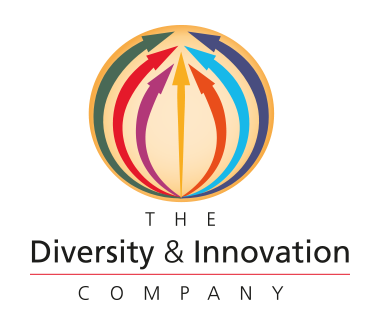 THE
Diversity & Innovation
COMPANY